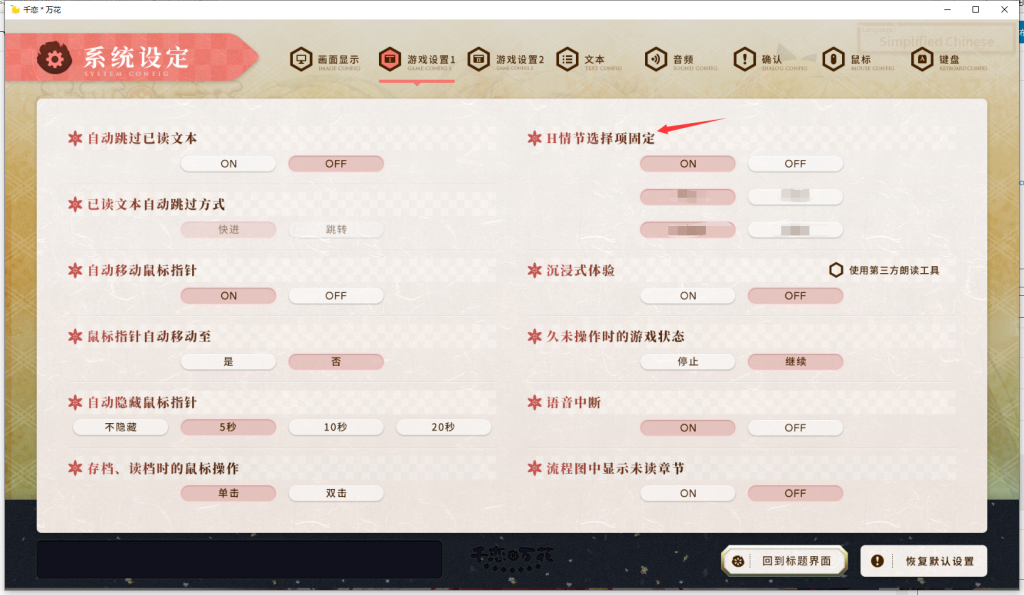 千恋＊万花
Simplified Chinese
系统设定
SYSTEM CONFIG
画面显示
游戏设置1
游戏设置2
文本
音频
确认
鼠标
键盘
IMAGE CONFIG
GAME CONFIG 1
GAME CONFIG 2
TEXT CONFIG
SOUND CONFIG
DIALOG CONFIG
MOUSE CONFIG
KEYBOARD CONFIG
自动跳过已读文本
ON OFF
已读文本自动跳过方式
快进 跳转
自动移动鼠标指针
ON OFF
鼠标指针自动移动至
是 否
自动隐藏鼠标指针
不隐藏 5秒 10秒 20秒
存档、读档时的鼠标操作
单击 双击
H情节选择项固定
ON OFF
沉浸式体验
使用第三方朗读工具
ON OFF
久未操作时的游戏状态
停止 继续
语音中断
ON OFF
流程图中显示未读章节
ON OFF
千恋＊万花
回到标题界面
恢复默认设置